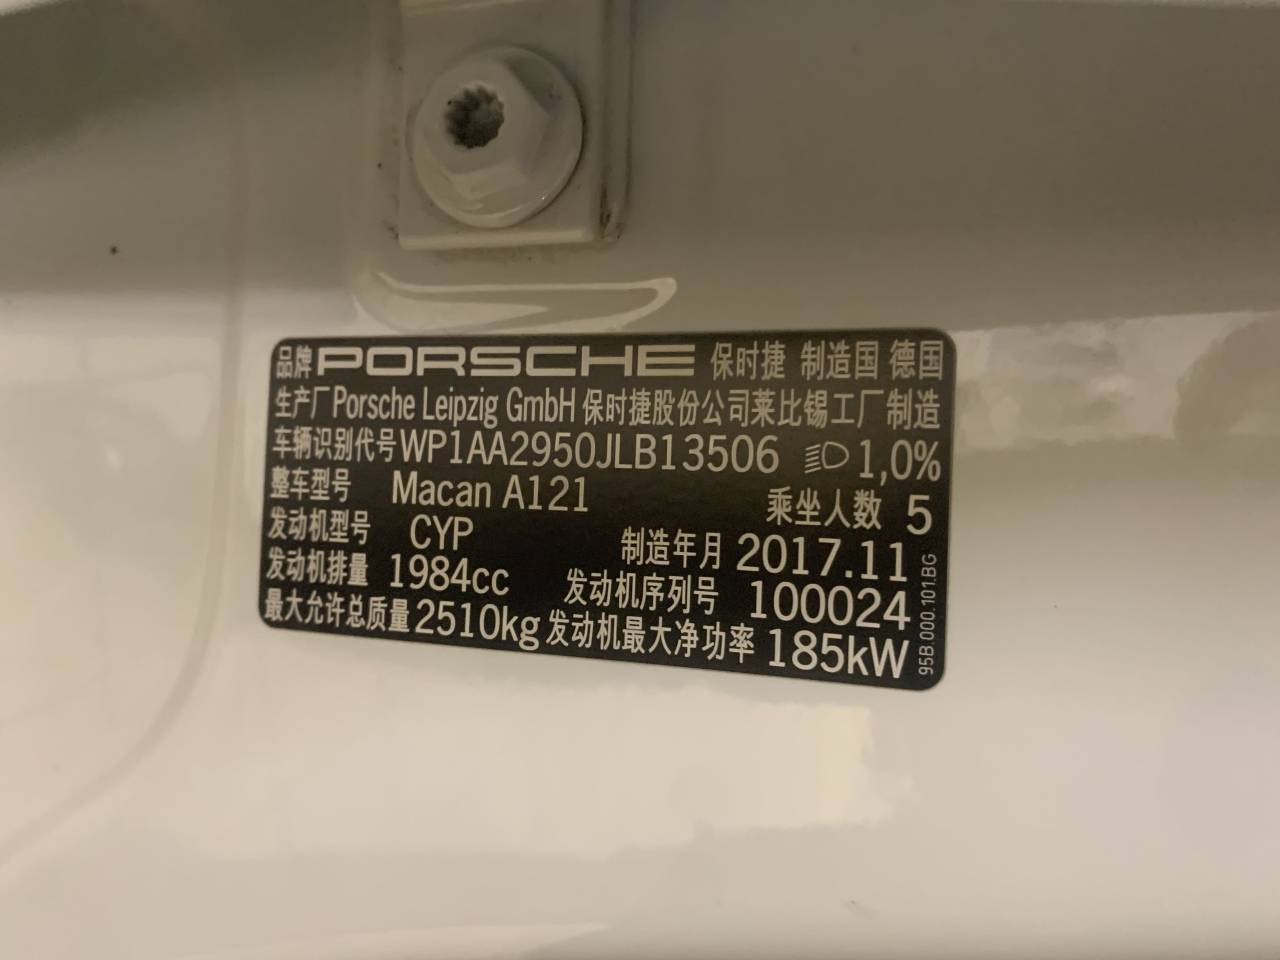 品牌 PORSCHE 保时捷 制造国 德国
生产厂 Porsche Leipzig GmbH 保时捷股份公司莱比锡工厂制造
车辆识别代号 WP1AA2950JLB13506 1,0%
整车型号 Macan A121 乘坐人数 5
发动机型号 CYP 制造年月 2017.11
发动机排量 1984cc 发动机序列号 100024
最大允许总质量 2510kg 发动机最大净功率 185kW
95B.000.101.BG